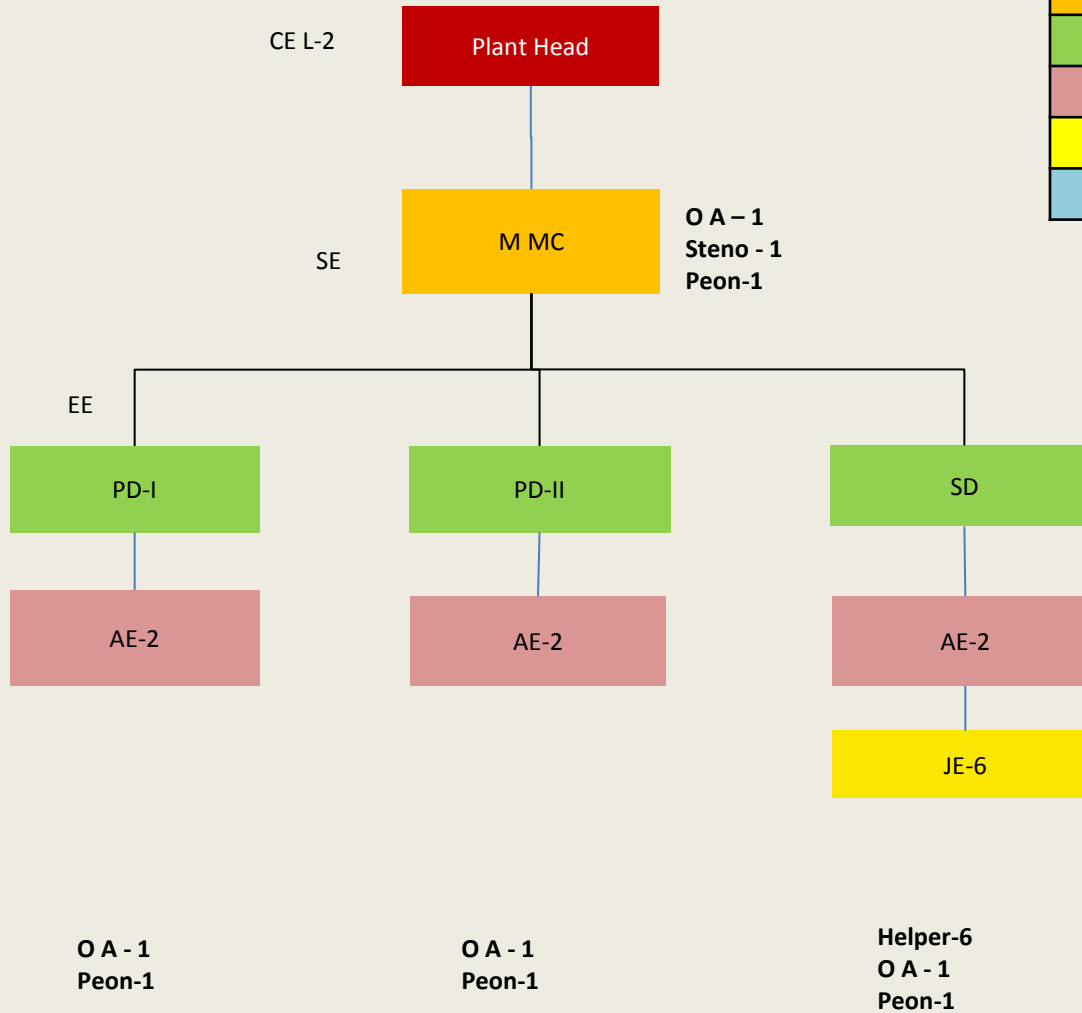 CE L-2
Plant Head
M MC
O A – 1
Steno - 1
Peon-1
SE
EE
PD-I
PD-II
SD
AE-2
AE-2
AE-2
JE-6
O A - 1
Peon-1
O A - 1
Peon-1
Helper-6
O A - 1
Peon-1